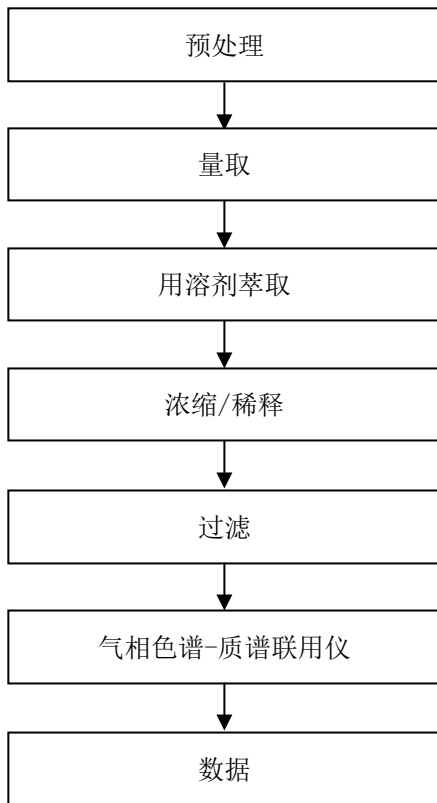 预处理
量取
用溶剂萃取
浓缩/稀释
过滤
气相色谱-质谱联用仪
数据